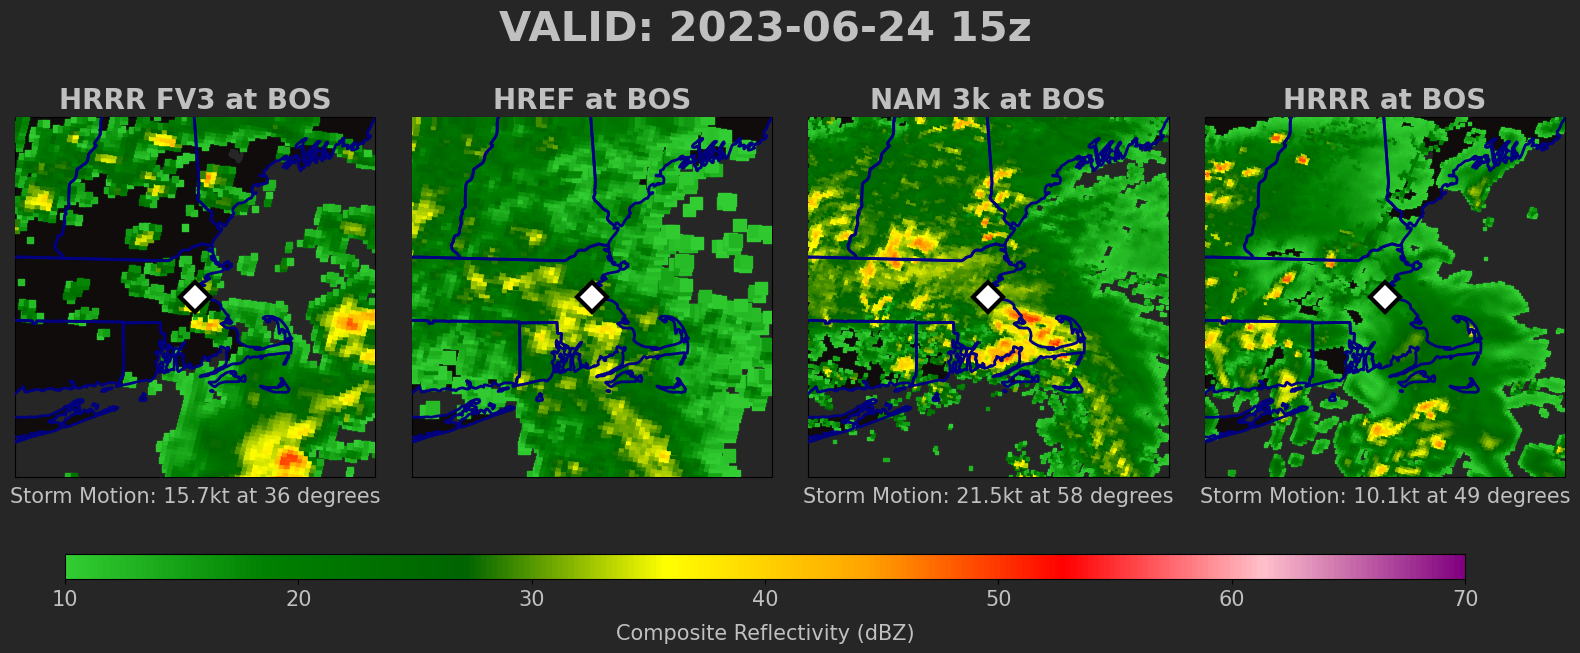 VALID: 2023-06-24 15z
HRRR FV3 at BOS
HREF at BOS
NAM 3k at BOS
HRRR at BOS
Storm Motion: 15.7kt at 36 degrees
Storm Motion: 21.5kt at 58 degrees
Storm Motion: 10.1kt at 49 degrees
10 20 30 40 50 60 70
Composite Reflectivity (dBZ)